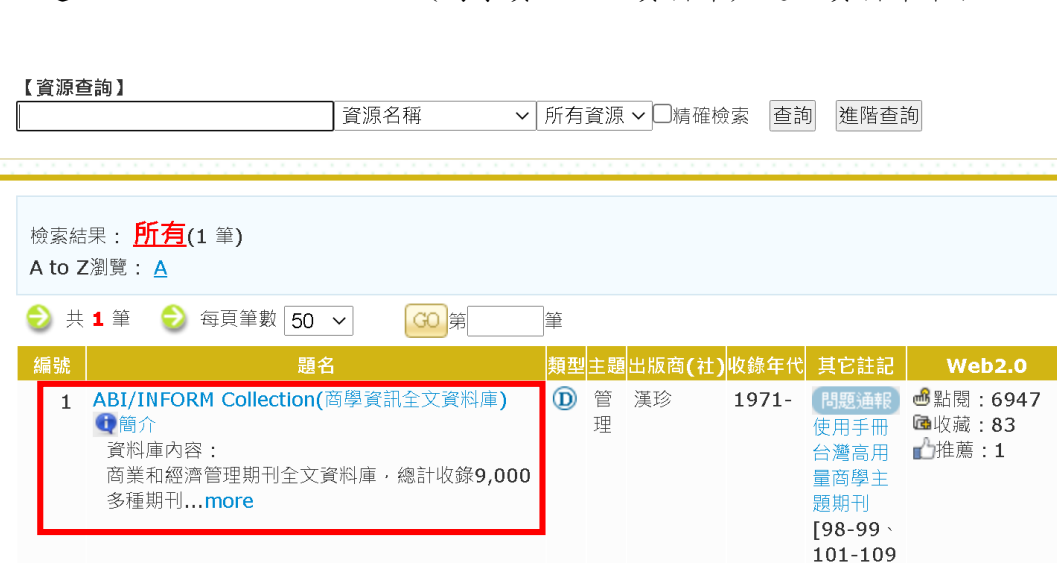 【資源查詢】
資源名稱 所有資源 精確檢索 查詢 進階查詢
檢索結果： 所有(1 筆)
A to Z瀏覽： A
共 1 筆 每頁筆數 50 GO 第 筆
編號 題名 類型 主題 出版商(社) 收錄年代 其它註記 Web2.0
1 ABI/INFORM Collection(商學資訊全文資料庫) D 管 漢珍 1971- 問題通報 點閱：6947
簡介 理 使用手冊 收藏：83
資料庫內容： 台灣高用 推薦：1
商業和經濟管理期刊全文資料庫，總計收錄9,000 量商學主
多種期刊...more 題期刊
[98-99、
101-109